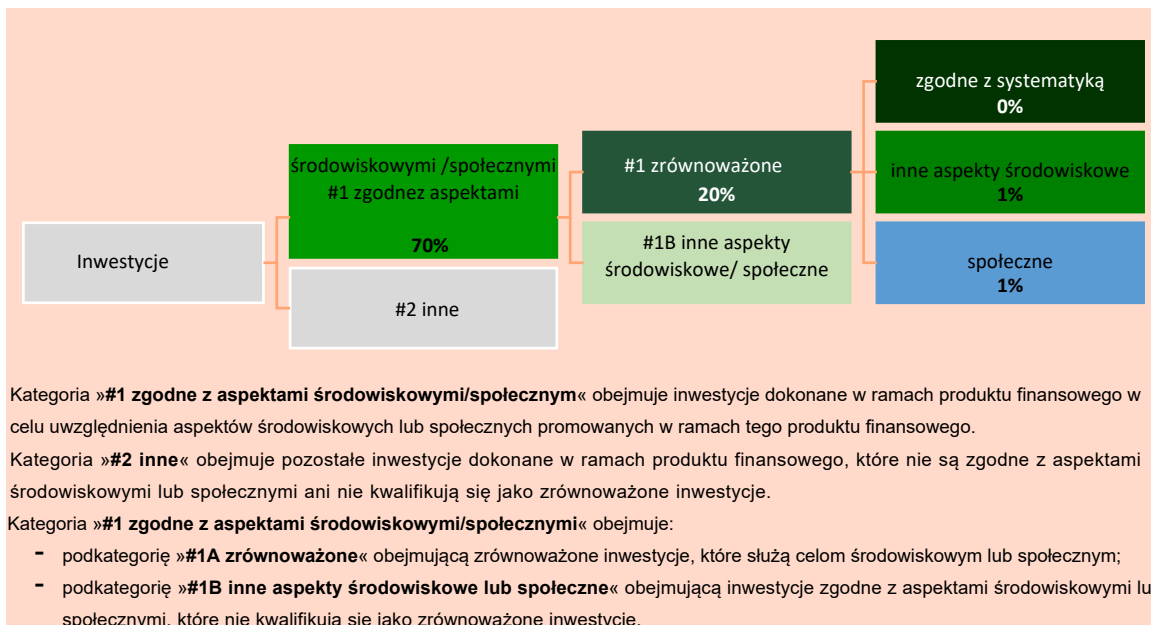 zgodne z systematyką
0%
środowiskowymi /społecznymi
#1 zgodnez aspektami
70%
#1 zrównoważone
20%
inne aspekty środowiskowe
1%
Inwestycje
#1B inne aspekty
środowiskowe/ społeczne
społeczne
1%
#2 inne
Kategoria »#1 zgodne z aspektami środowiskowymi/społecznym« obejmuje inwestycje dokonane w ramach produktu finansowego w
celu uwzględnienia aspektów środowiskowych lub społecznych promowanych w ramach tego produktu finansowego.
Kategoria »#2 inne« obejmuje pozostałe inwestycje dokonane w ramach produktu finansowego, które nie są zgodne z aspektami
środowiskowymi lub społecznymi ani nie kwalifikują się jako zrównoważone inwestycje.
Kategoria »#1 zgodne z aspektami środowiskowymi/społecznymi« obejmuje:
- podkategorię »#1A zrównoważone« obejmującą zrównoważone inwestycje, które służą celom środowiskowym lub społecznym;
- podkategorię »#1B inne aspekty środowiskowe lub społeczne« obejmującą inwestycje zgodne z aspektami środowiskowymi lu
społecznymi, które nie kwalifikują się jako zrównoważone inwestycje.